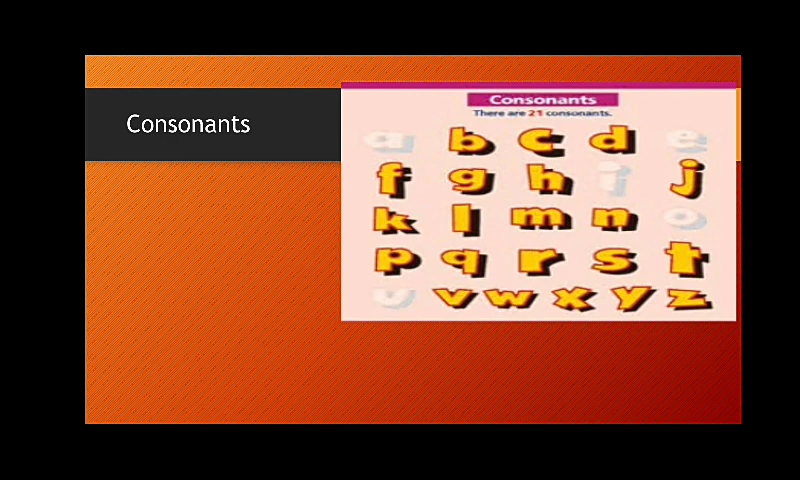 Consonants
Consonants
There are 21 consonants.
a b c d e
f g h i j
k l m n o
p q r s t
u v w x y z